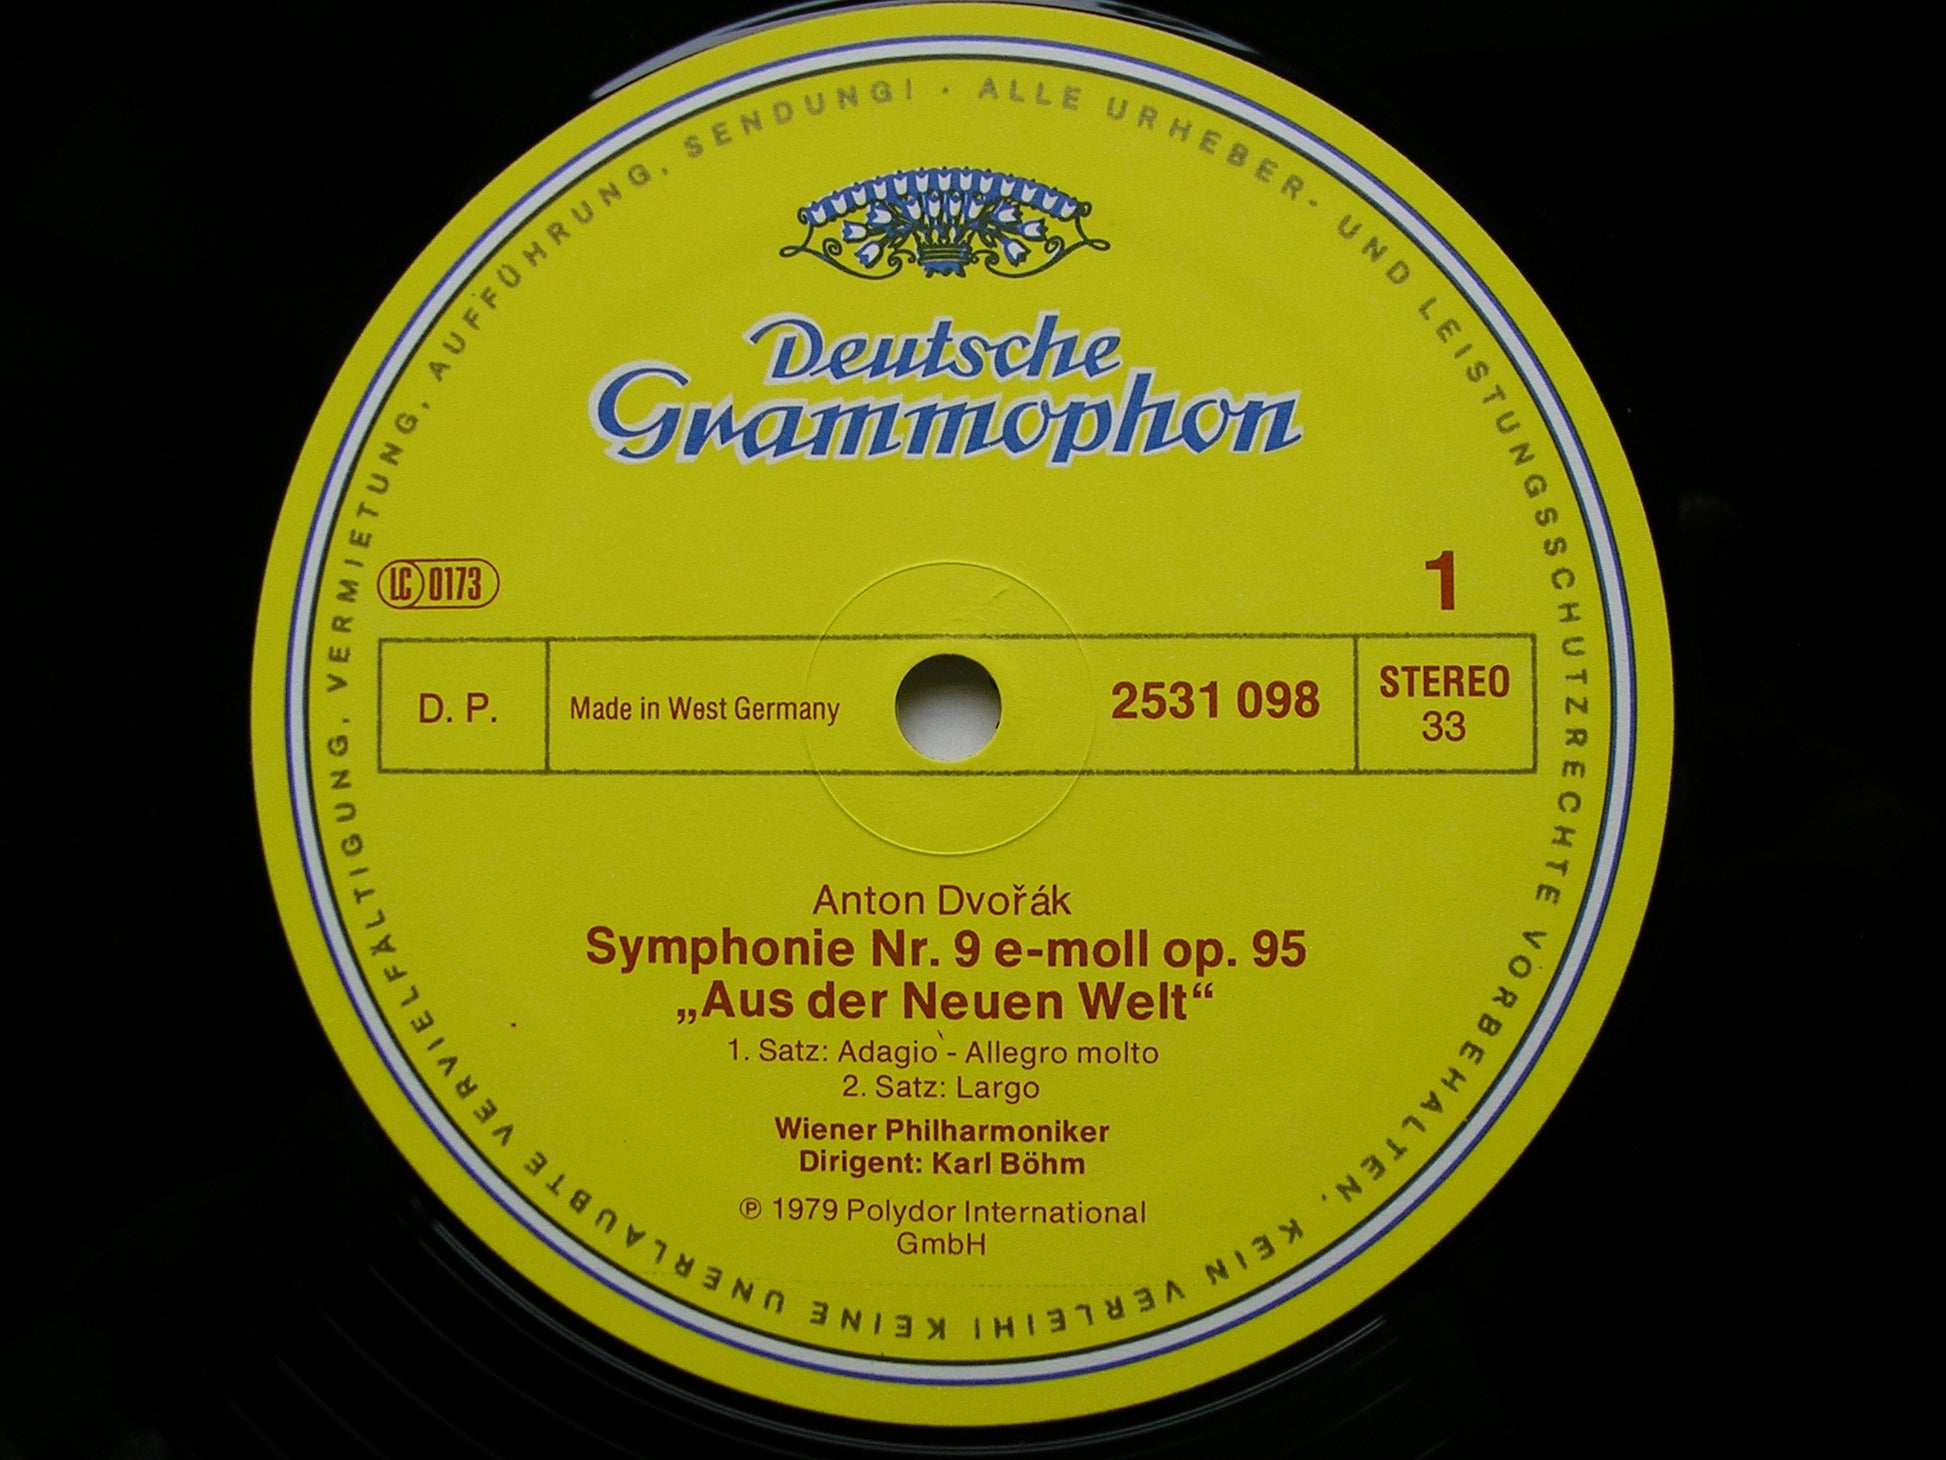 ALLE URHEBER- UND LEISTUNGSSCHUTZRECHTE VORBEHALTEN. KEIN VERLEIH! KEINE UNERLAUBTE VERVIELFÄLTIGUNG, VERMIETUNG, AUFFÜHRUNG, SENDUNG! ·
Deutsche
Grammophon
LC 0173
1
D. P.
Made in West Germany
2531 098
STEREO
33
Anton Dvořák
Symphonie Nr. 9 e-moll op. 95
„Aus der Neuen Welt“
1. Satz: Adagio - Allegro molto
2. Satz: Largo
Wiener Philharmoniker
Dirigent: Karl Böhm
℗ 1979 Polydor International
GmbH